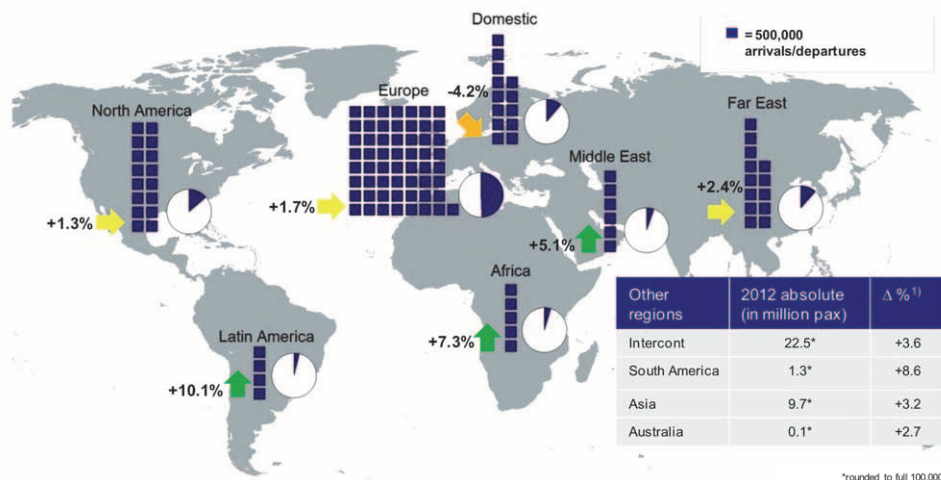 Domestic
= 500,000
arrivals/departures
North America
Europe
-4.2%
Far East
Middle East
+2.4%
+1.3%
+1.7%
+5.1%
Africa
Other regions
2012 absolute (in million pax)
Δ %1)
Intercont 22.5* +3.6
South America 1.3* +8.6
Asia 9.7* +3.2
Australia 0.1* +2.7
Latin America
+7.3%
+10.1%
*rounded to full 100,000